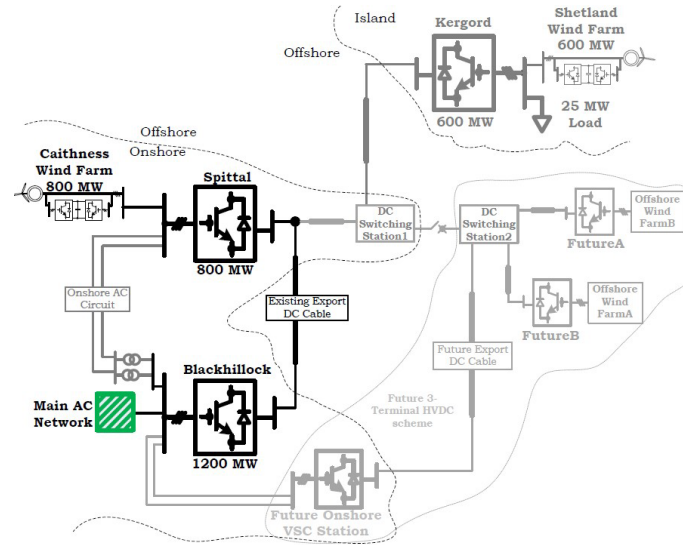 Island
Offshore
Kergord
600 MW
Shetland
Wind Farm
600 MW
25 MW
Load
Offshore
Onshore
Caithness
Wind Farm
800 MW
Spittal
800 MW
DC
Switching
Station1
DC
Switching
Station2
FutureA
Offshore
Wind
FarmB
FutureB
Offshore
Wind
FarmA
Onshore AC
Circuit
Existing Export
DC Cable
Future Export
DC Cable
Blackhillock
1200 MW
Main AC
Network
Future 3-
Terminal HVDC
scheme
Future Onshore
VSC Station